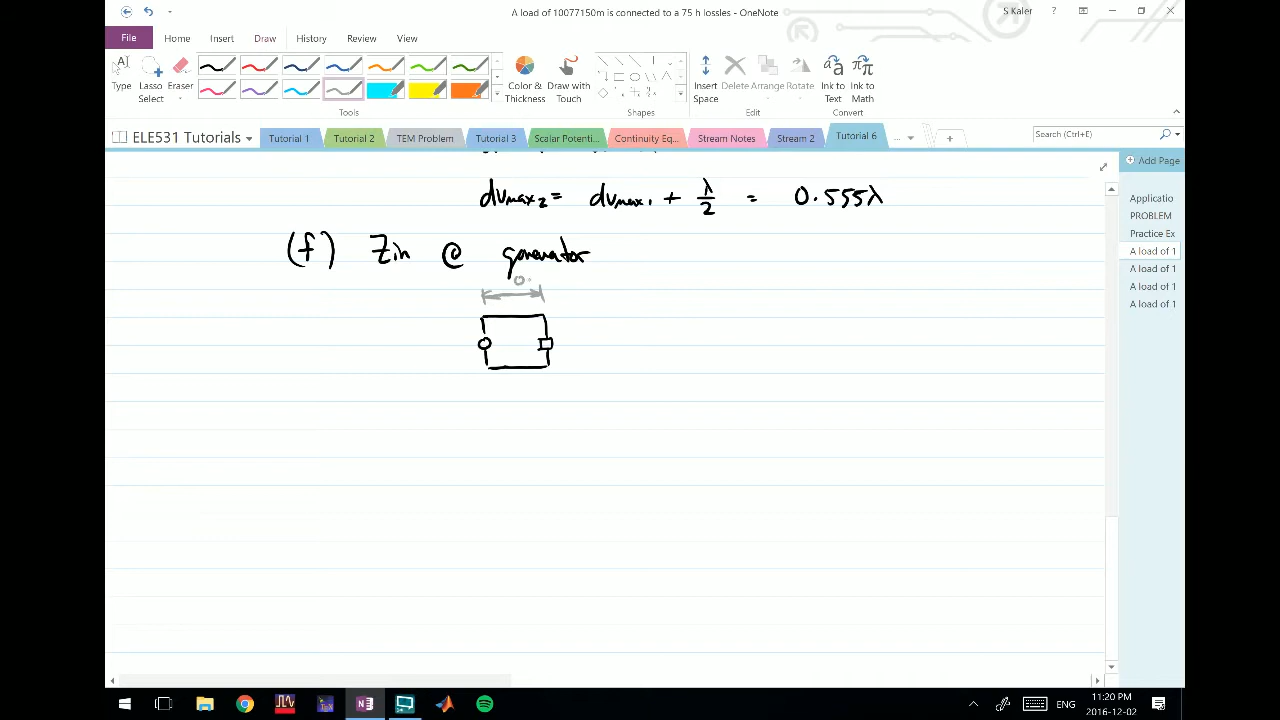 A load of 10077150m is connected to a 75 h lossles - OneNote
S Kaler
File Home Insert Draw History Review View
Type
Lasso Select
Eraser
Color & Thickness
Draw with Touch
Insert Space
Delete
Arrange
Rotate
Ink to Text
Ink to Math
Tools Shapes Edit Convert
ELE531 Tutorials
Tutorial 1
Tutorial 2
TEM Problem
Tutorial 3
Scalar Potenti...
Continuity Eq...
Stream Notes
Stream 2
Tutorial 6
...
Search (Ctrl+E)
Add Page
Applicatio
PROBLEM
Practice Ex
A load of 1
A load of 1
A load of 1
A load of 1
dvmax2 = dvmax1 + λ/2 = 0.555λ
(f) Zin @ generator
0.
ENG
11:20 PM
2016-12-02